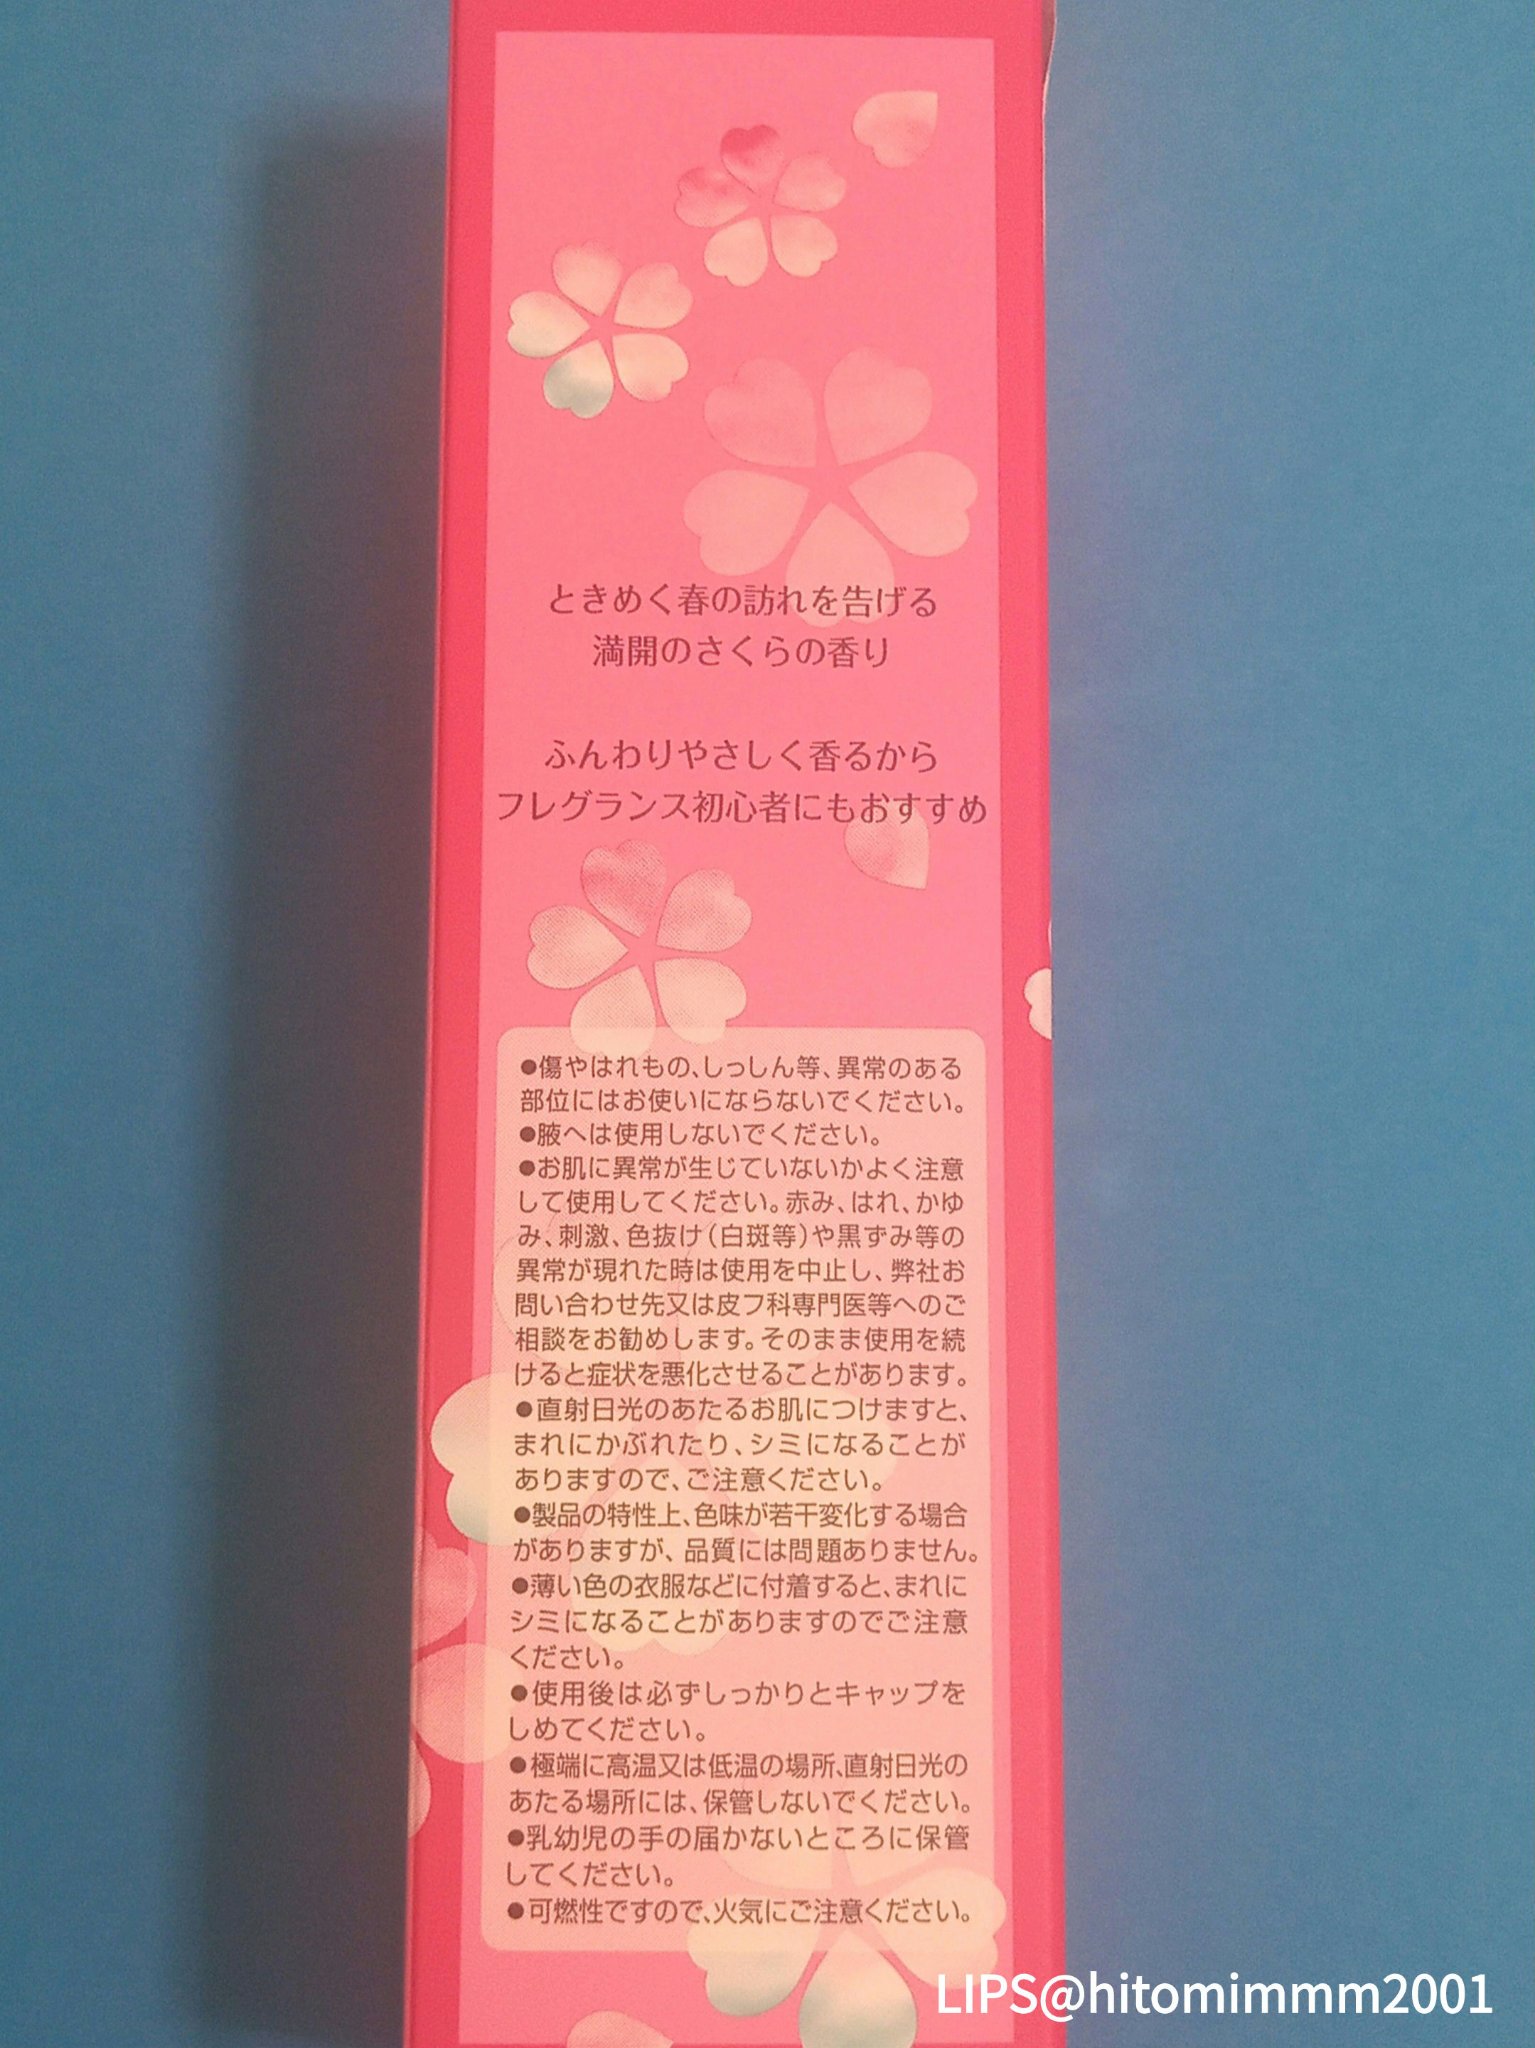 ときめく春の訪れを告げる
満開のさくらの香り
ふんわりやさしく香るから
フレグランス初心者にもおすすめ
●傷やはれもの、しっしん等、異常のある
部位にはお使いにならないでください。
●腋へは使用しないでください。
●お肌に異常が生じていないかよく注意
して使用してください。赤み、はれ、かゆ
み、刺激、色抜け(白斑等)や黒ずみ等の
異常が現れた時は使用を中止し、弊社お
問い合わせ先又は皮フ科専門医等へのご
相談をお勧めします。そのまま使用を続
けると症状を悪化させることがあります。
●直射日光のあたるお肌につけますと、
まれにかぶれたり、シミになることが
ありますので、ご注意ください。
●製品の特性上、色味が若干変化する場合
がありますが、品質には問題ありません。
●薄い色の衣服などに付着すると、まれに
シミになることがありますのでご注意
ください。
●使用後は必ずしっかりとキャップを
しめてください。
●極端に高温又は低温の場所、直射日光の
あたる場所には、保管しないでください。
●乳幼児の手の届かないところに保管
してください。
●可燃性ですので、火気にご注意ください。
LIPS@hitomimmm2001